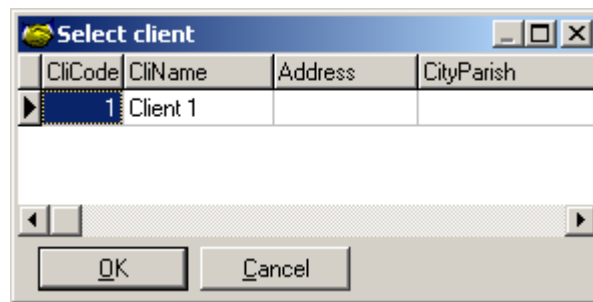 Select client
CliCode CliName Address CityParish
1 Client 1
OK Cancel